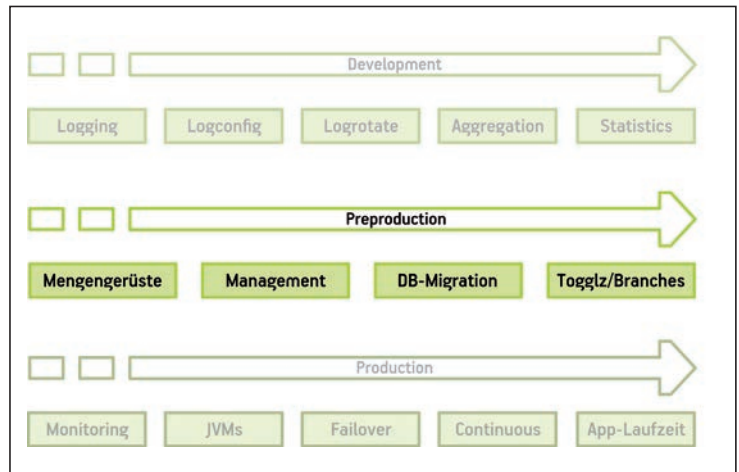 Development
Logging Logconfig Logrotate Aggregation Statistics
Preproduction
Mengengerüste Management DB-Migration Togglz/Branches
Production
Monitoring JVMs Failover Continuous App-Laufzeit